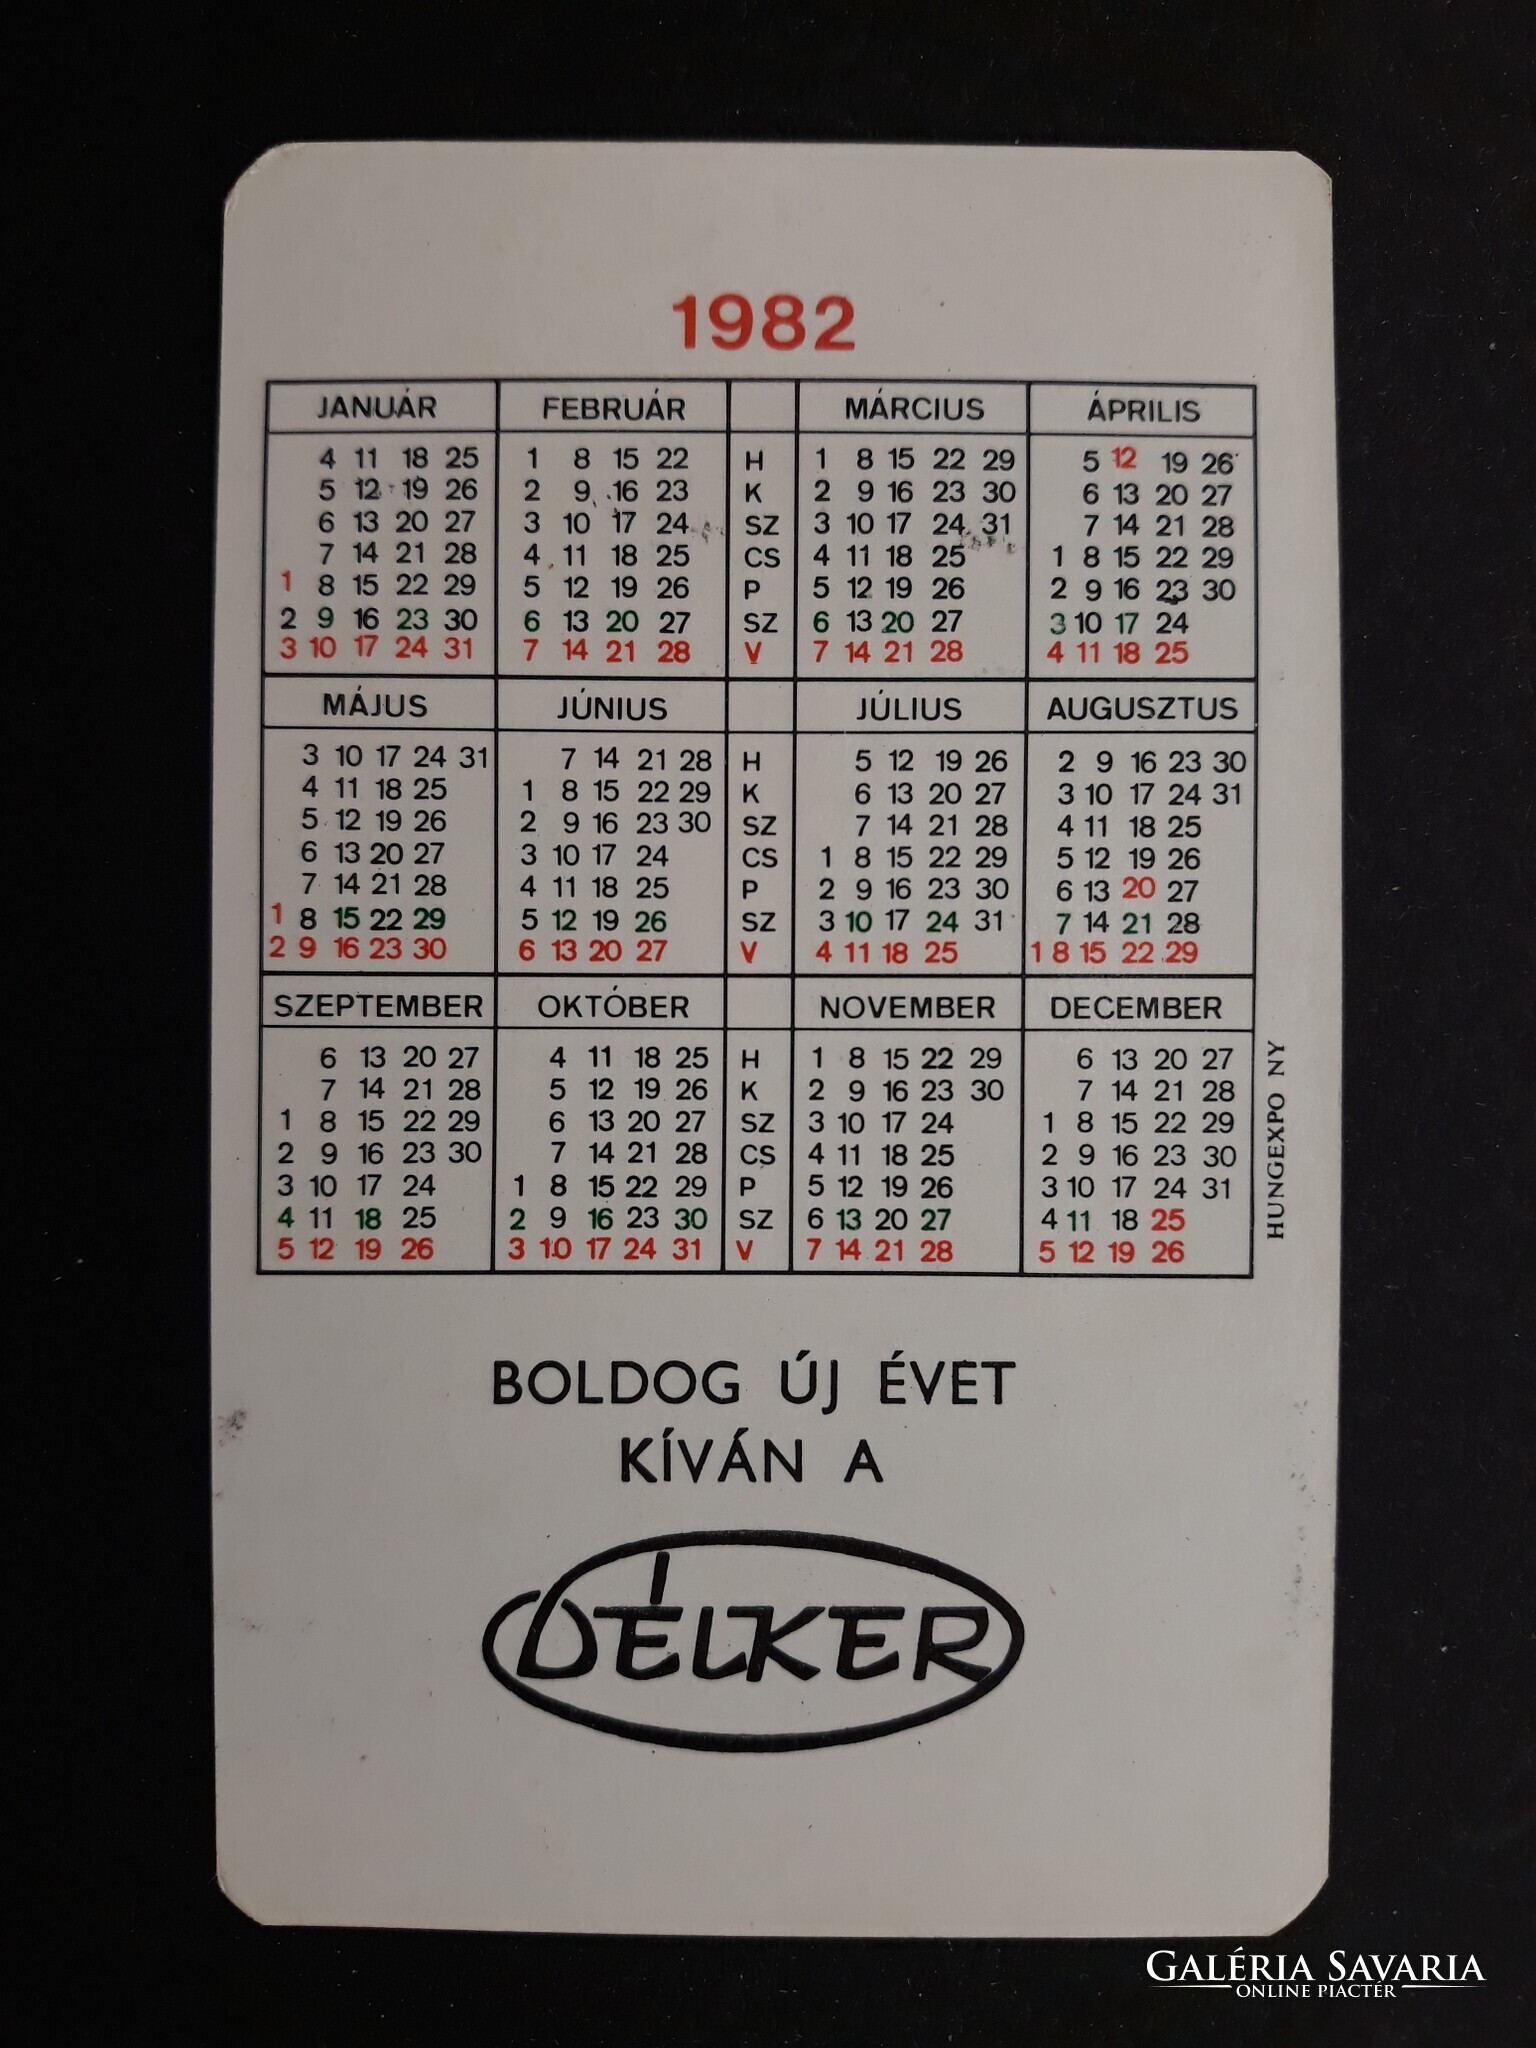 1982
JANUÁR FEBRUÁR MÁRCIUS ÁPRILIS
4 11 18 25 1 8 15 22 H 1 8 15 22 29 5 12 19 26
5 12 19 26 2 9 16 23 K 2 9 16 23 30 6 13 20 27
6 13 20 27 3 10 17 24 SZ 3 10 17 24 31 7 14 21 28
7 14 21 28 4 11 18 25 CS 4 11 18 25 1 8 15 22 29
1 8 15 22 29 5 12 19 26 P 5 12 19 26 2 9 16 23 30
2 9 16 23 30 6 13 20 27 SZ 6 13 20 27 3 10 17 24
3 10 17 24 31 7 14 21 28 V 7 14 21 28 4 11 18 25
MÁJUS JÚNIUS JÚLIUS AUGUSZTUS
3 10 17 24 31 7 14 21 28 H 5 12 19 26 2 9 16 23 30
4 11 18 25 1 8 15 22 29 K 6 13 20 27 3 10 17 24 31
5 12 19 26 2 9 16 23 30 SZ 7 14 21 28 4 11 18 25
6 13 20 27 3 10 17 24 CS 1 8 15 22 29 5 12 19 26
7 14 21 28 4 11 18 25 P 2 9 16 23 30 6 13 20 27
1 8 15 22 29 5 12 19 26 SZ 3 10 17 24 31 7 14 21 28
2 9 16 23 30 6 13 20 27 V 4 11 18 25 1 8 15 22 29
SZEPTEMBER OKTÓBER NOVEMBER DECEMBER
6 13 20 27 4 11 18 25 H 1 8 15 22 29 6 13 20 27
7 14 21 28 5 12 19 26 K 2 9 16 23 30 7 14 21 28
1 8 15 22 29 6 13 20 27 SZ 3 10 17 24 1 8 15 22 29
2 9 16 23 30 7 14 21 28 CS 4 11 18 25 2 9 16 23 30
3 10 17 24 1 8 15 22 29 P 5 12 19 26 3 10 17 24 31
4 11 18 25 2 9 16 23 30 SZ 6 13 20 27 4 11 18 25
5 12 19 26 3 10 17 24 31 V 7 14 21 28 5 12 19 26
HUNGEXPO NY
BOLDOG ÚJ ÉVET
KÍVÁN A
DÉLKER
GALÉRIA SAVARIA
ONLINE PIACTÉR